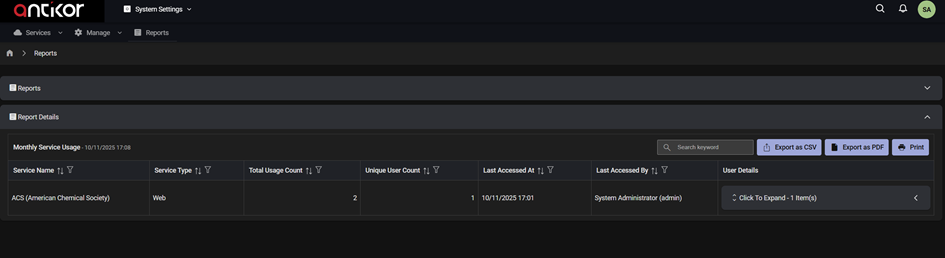 antikor
System Settings
SA
Services Manage Reports
Reports
Reports
Report Details
Monthly Service Usage - 10/11/2025 17:08
Search keyword
Export as CSV
Export as PDF
Print
Service Name Service Type Total Usage Count Unique User Count Last Accessed At Last Accessed By User Details
ACS (American Chemical Society) Web 2 1 10/11/2025 17:01 System Administrator (admin) Click To Expand - 1 Item(s)